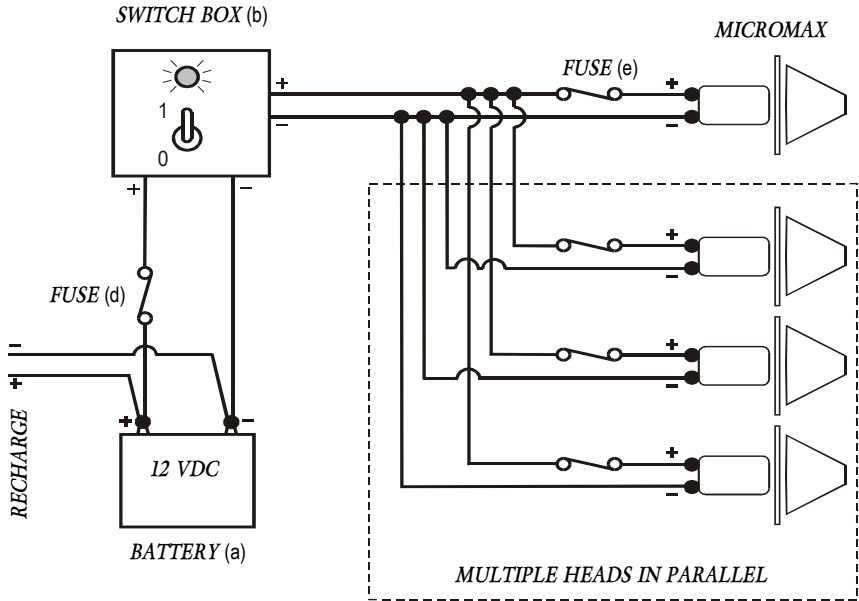 SWITCH BOX (b)
MICROMAX
FUSE (e)
+
+
1
−
−
0
+
−
+
−
FUSE (d)
+
−
−
+
+
−
+
−
12 VDC
RECHARGE
BATTERY (a)
MULTIPLE HEADS IN PARALLEL